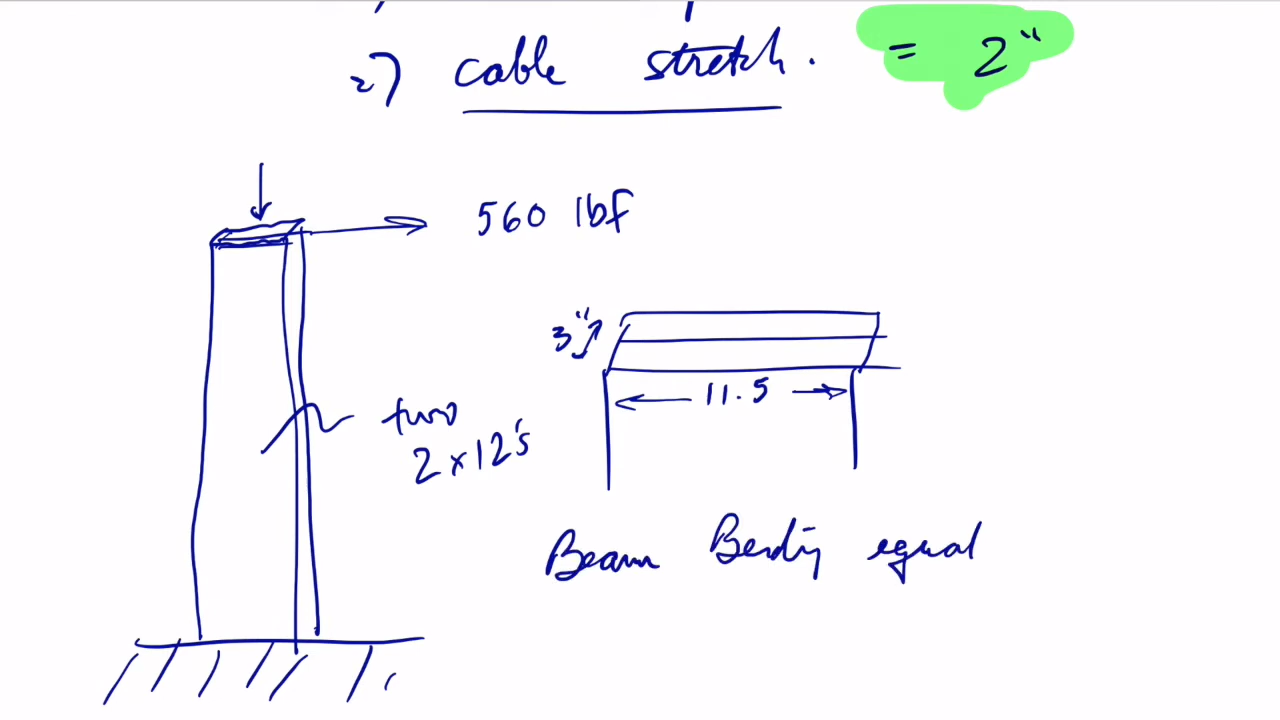 2) cable stretch. = 2"
560 lbf
3"
11.5
two
2 x 12's
Beam Bending equal